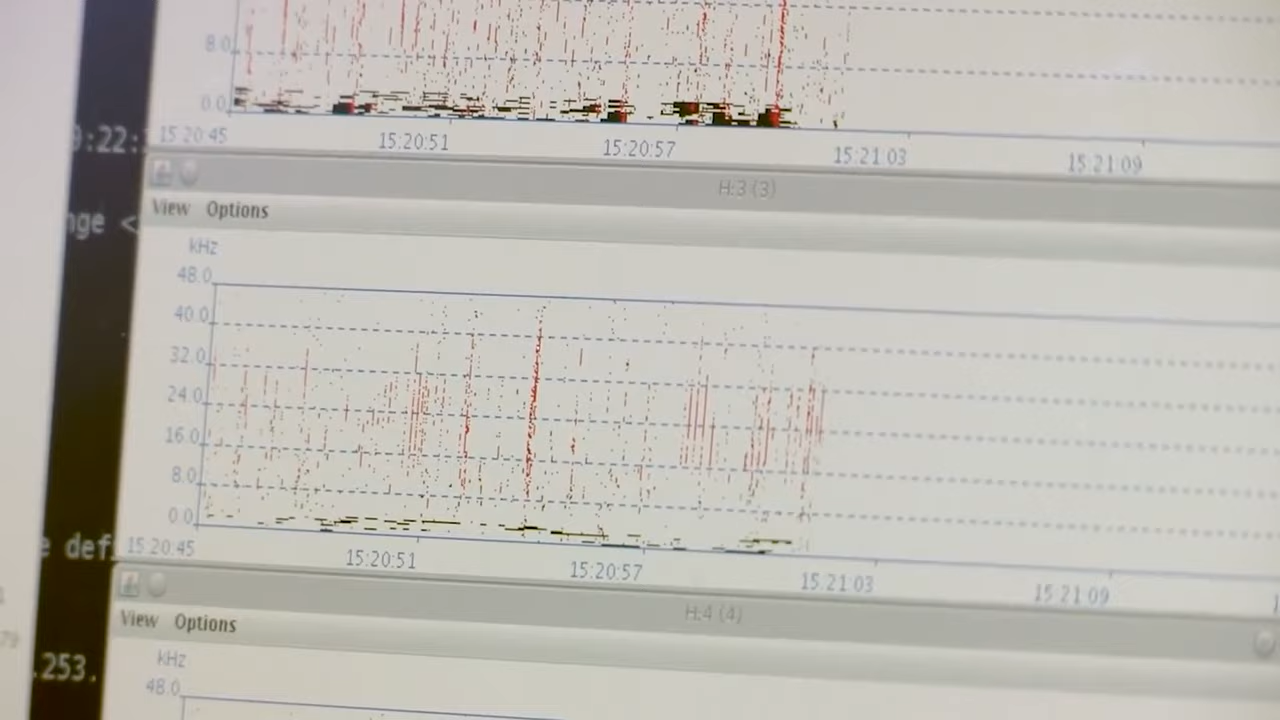 8.0
0.0
15 20:45 15:20:51 15:20:57 15:21:03 15:21:09
H:3 (3)
View Options
kHz
48.0
40.0
32.0
24.0
16.0
8.0
0.0
15 20:45 15:20:51 15:20:57 15:21:03 15:21 09
H:4 (4)
View Options
kHz
48.0
:22:
<
.253.